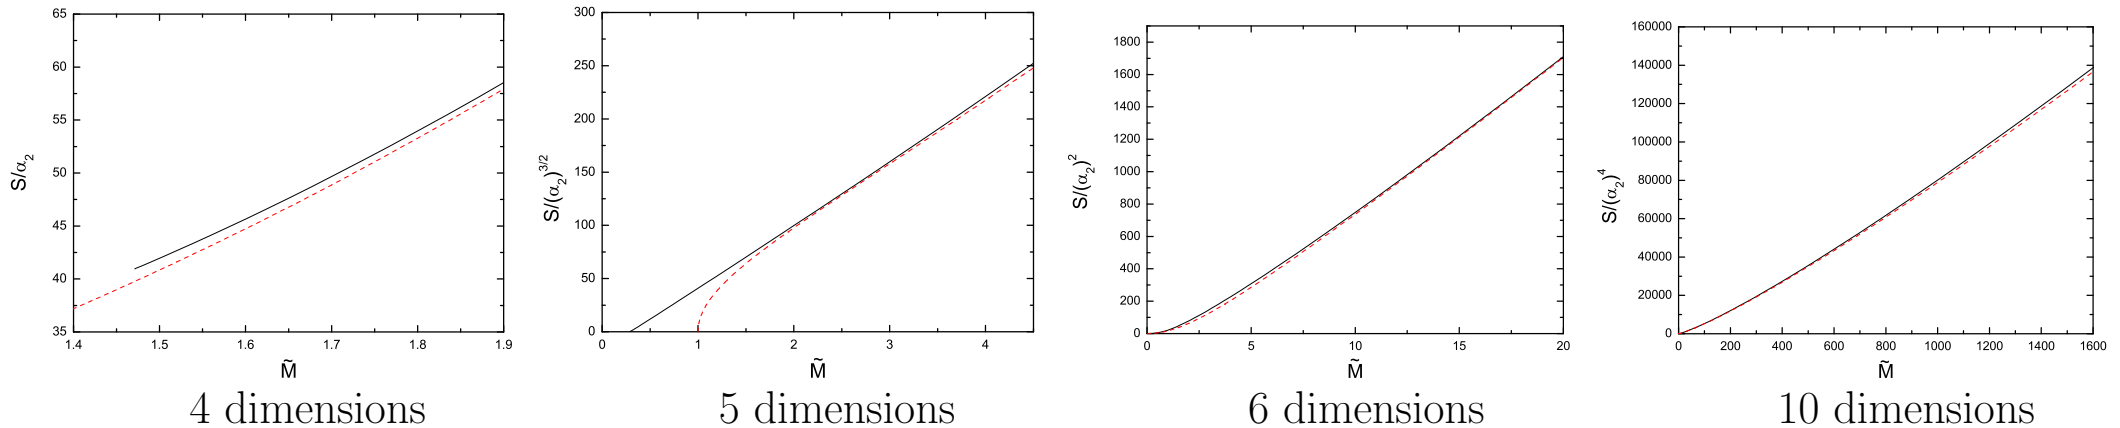 65
60
55
50
45
40
35
S/α₂
1.4 1.5 1.6 1.7 1.8 1.9
M̃
4 dimensions
300
250
200
150
100
50
0
S/(α₂)^3/2
0 1 2 3 4
M̃
5 dimensions
1800
1600
1400
1200
1000
800
600
400
200
0
S/(α₂)^2
0 5 10 15 20
M̃
6 dimensions
160000
140000
120000
100000
80000
60000
40000
20000
0
S/(α₂)^4
0 200 400 600 800 1000 1200 1400 1600
M̃
10 dimensions